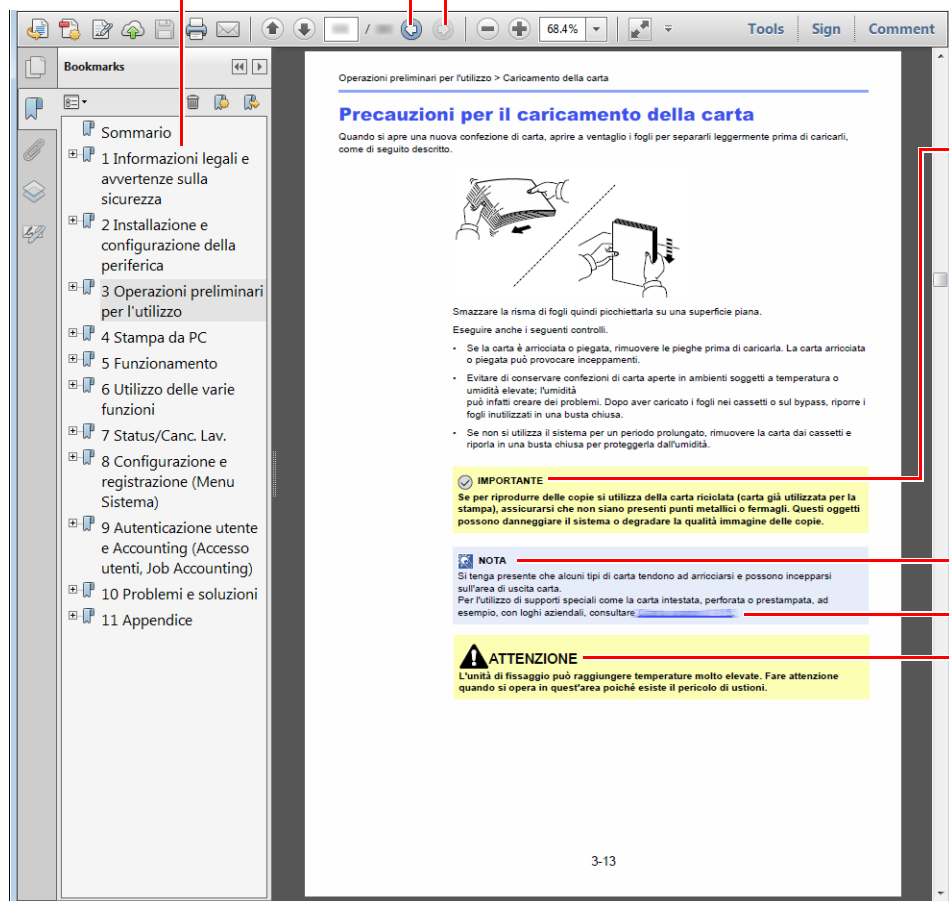 /
68.4%
Tools
Sign
Comment
Bookmarks
Sommario
1 Informazioni legali e
avvertenze sulla
sicurezza
2 Installazione e
configurazione della
periferica
3 Operazioni preliminari
per l'utilizzo
4 Stampa da PC
5 Funzionamento
6 Utilizzo delle varie
funzioni
7 Status/Canc. Lav.
8 Configurazione e
registrazione (Menu
Sistema)
9 Autenticazione utente
e Accounting (Accesso
utenti, Job Accounting)
10 Problemi e soluzioni
11 Appendice
Operazioni preliminari per l'utilizzo > Caricamento della carta
Precauzioni per il caricamento della carta
Quando si apre una nuova confezione di carta, aprire a ventaglio i fogli per separarli leggermente prima di caricarli,
come di seguito descritto.
Smazzare la risma di fogli quindi picchiettarla su una superficie piana.
Eseguire anche i seguenti controlli.
• Se la carta è arricciata o piegata, rimuovere le pieghe prima di caricarla. La carta arricciata
o piegata può provocare inceppamenti.
• Evitare di conservare confezioni di carta aperte in ambienti soggetti a temperatura o
umidità elevate; l'umidità
può infatti creare dei problemi. Dopo aver caricato i fogli nei cassetti o sul bypass, riporre i
fogli inutilizzati in una busta chiusa.
• Se non si utilizza il sistema per un periodo prolungato, rimuovere la carta dai cassetti e
riporla in una busta chiusa per proteggerla dall'umidità.
IMPORTANTE
Se per riprodurre delle copie si utilizza della carta riciclata (carta già utilizzata per la
stampa), assicurarsi che non siano presenti punti metallici o fermagli. Questi oggetti
possono danneggiare il sistema o degradare la qualità immagine delle copie.
NOTA
Si tenga presente che alcuni tipi di carta tendono ad arricciarsi e possono incepparsi
sull'area di uscita carta.
Per l'utilizzo di supporti speciali come la carta intestata, perforata o prestampata, ad
esempio, con loghi aziendali, consultare
ATTENZIONE
L'unità di fissaggio può raggiungere temperature molto elevate. Fare attenzione
quando si opera in quest'area poiché esiste il pericolo di ustioni.
3-13